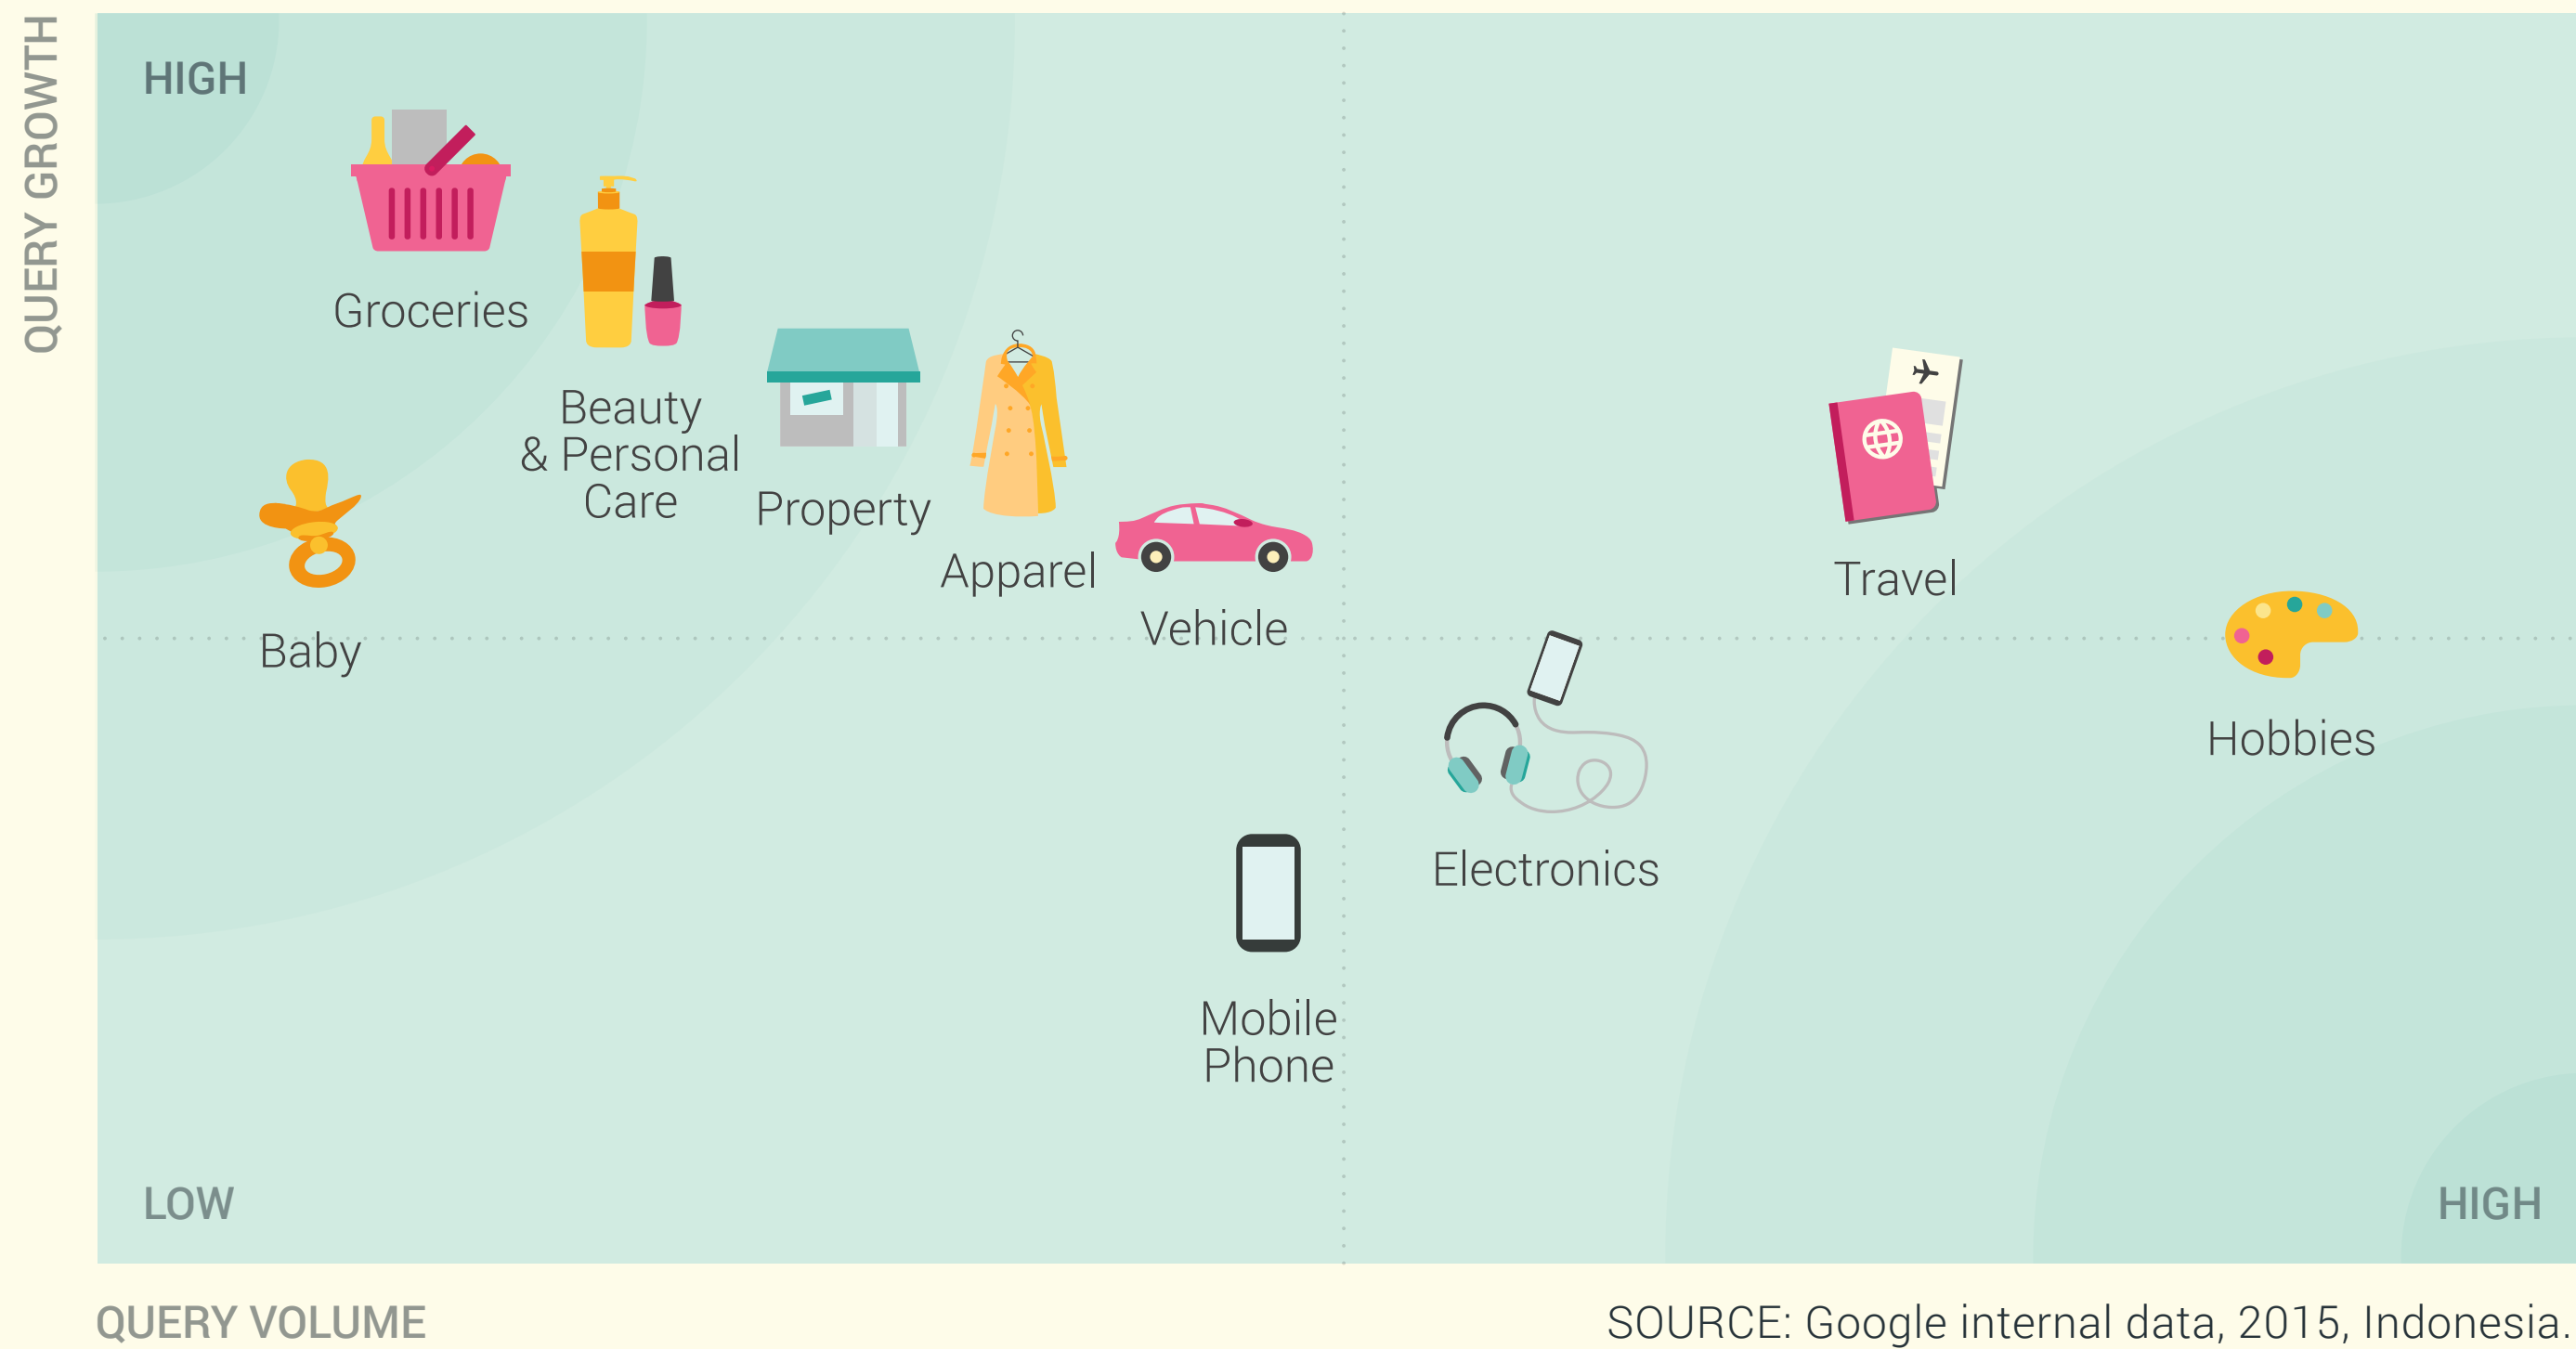 QUERY GROWTH
HIGH
Groceries
Beauty
& Personal
Care
Property
Apparel
Vehicle
Baby
Travel
Hobbies
Electronics
Mobile
Phone
LOW
HIGH
QUERY VOLUME
SOURCE: Google internal data, 2015, Indonesia.